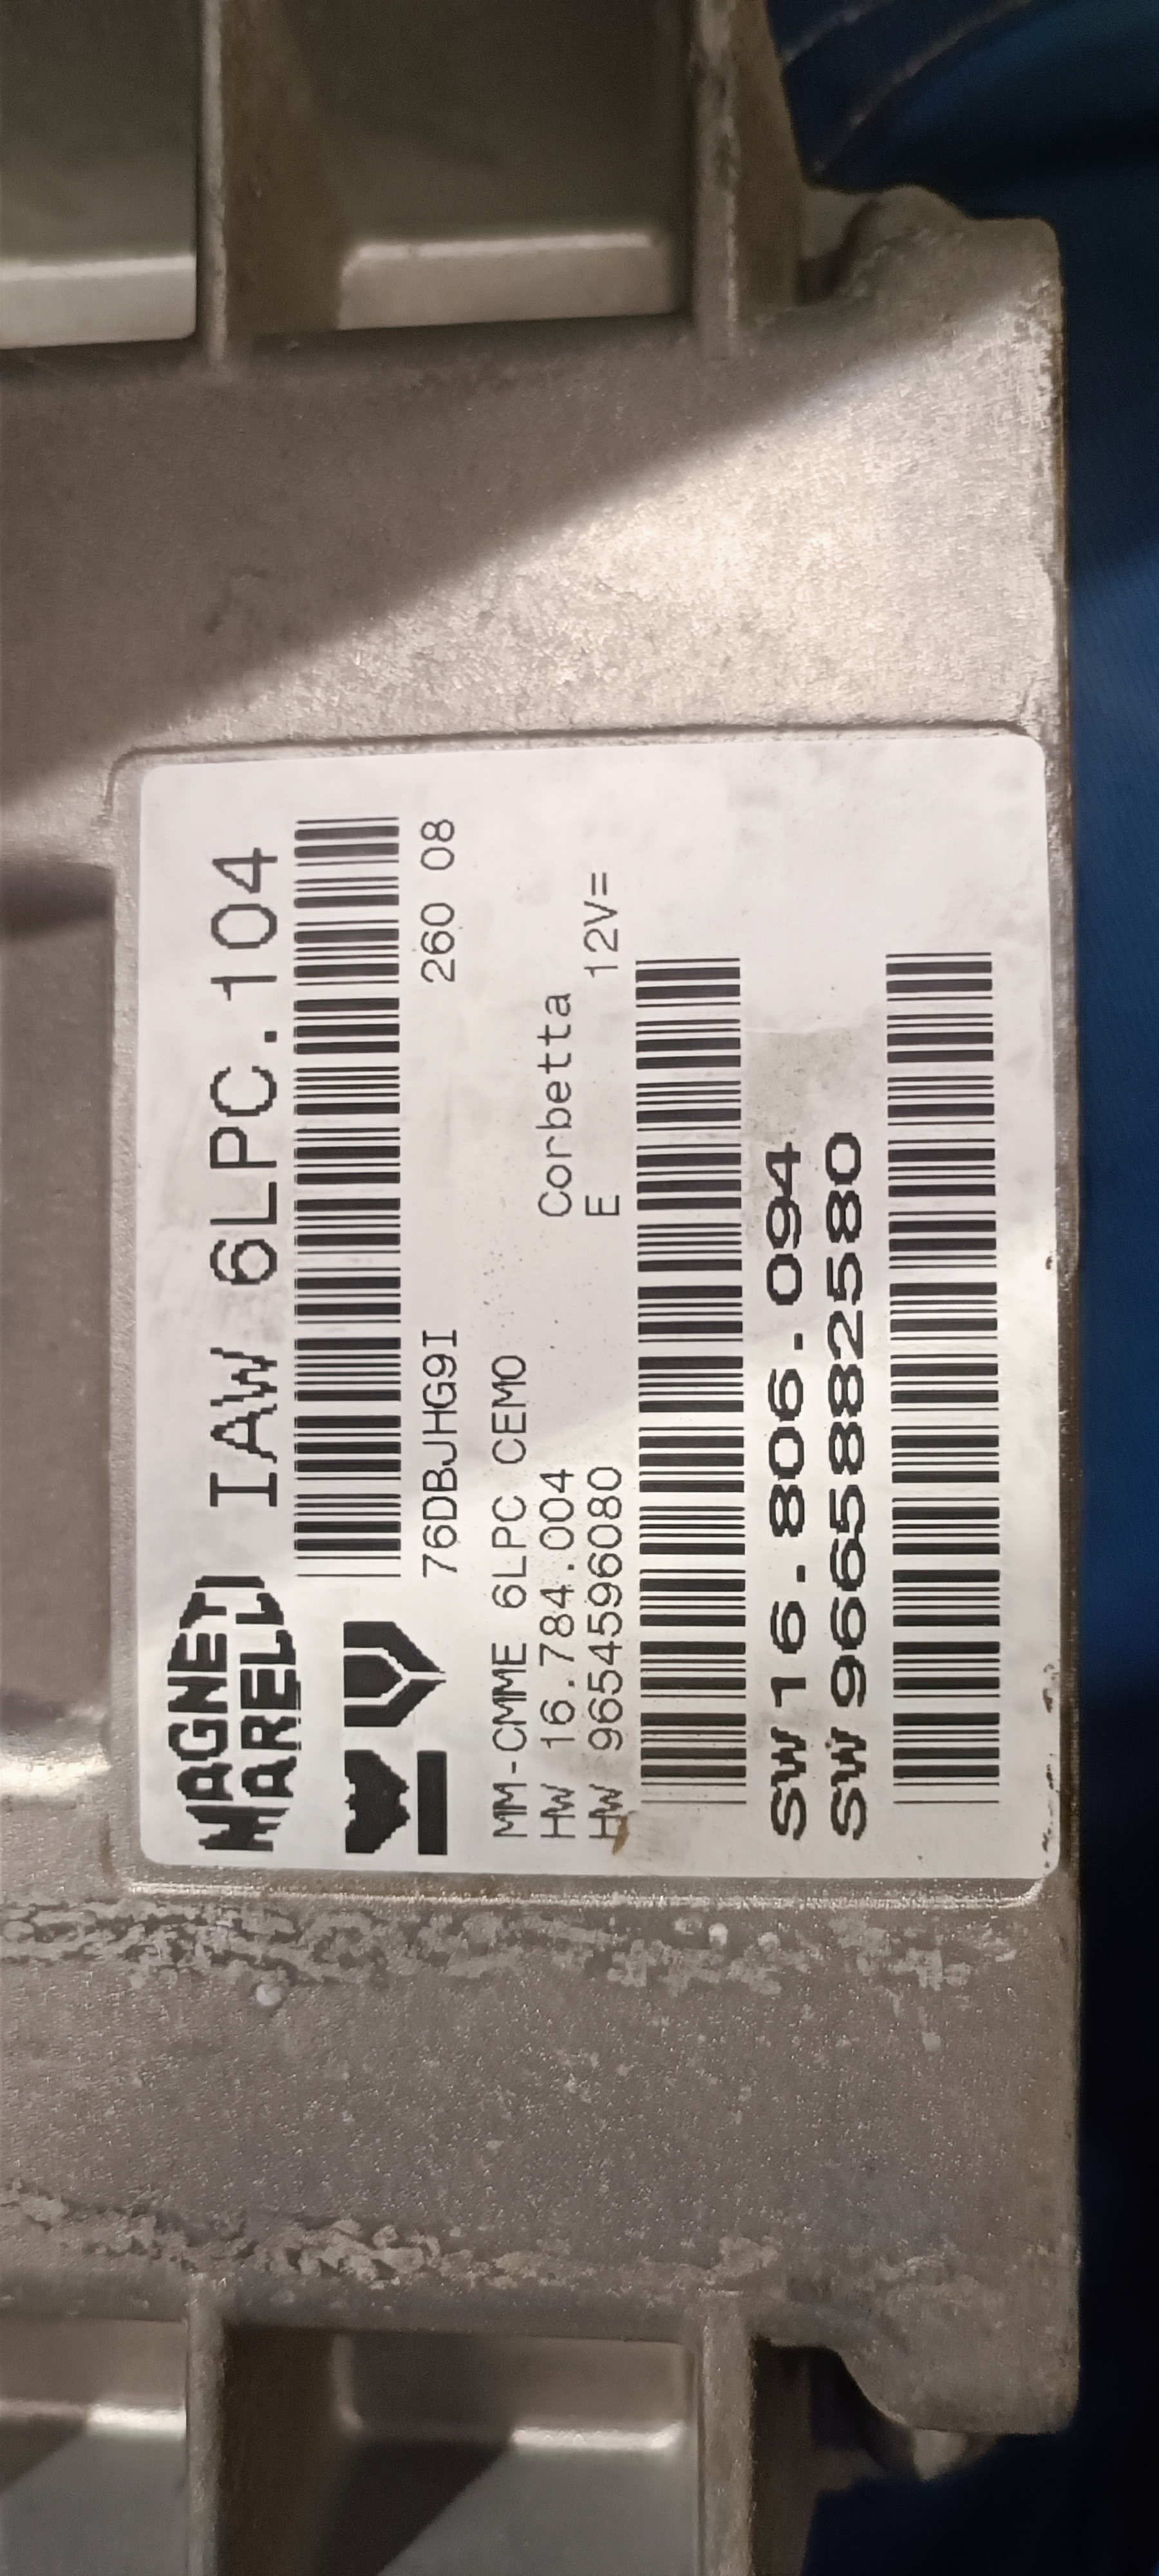 MAGNETI MARELLI IAW 6LPC.104
76DBJHG9I 260 08
MM-CMME 6LPC CEMO
HW 16.784.004 Corbetta
HW 9654596080 E 12V=
SW 16.806.094
SW 9665882580